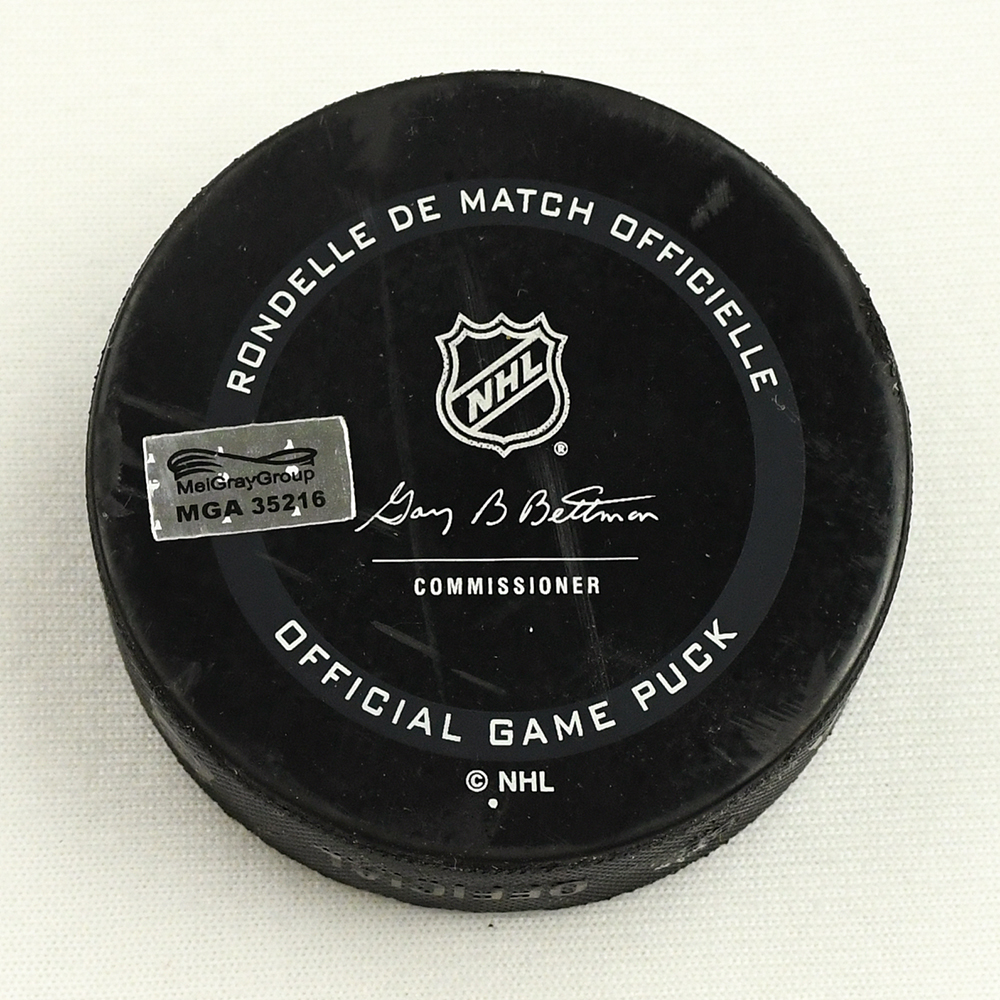 RONDELLE DE MATCH OFFICIELLE
NHL
®
MeiGrayGroup
MGA 35216
Gary B Bettman
COMMISSIONER
OFFICIAL GAME PUCK
© NHL